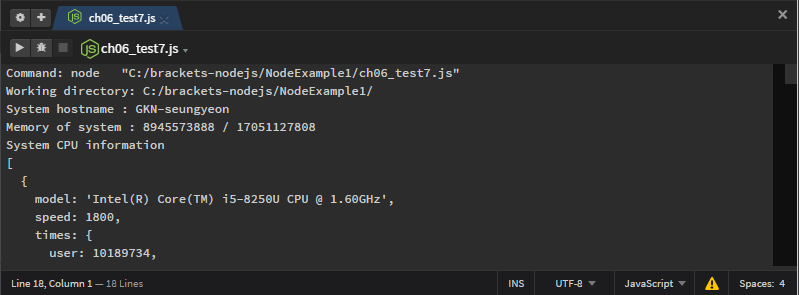 ch06_test7.js
ch06_test7.js
Command: node   "C:/brackets-nodejs/NodeExample1/ch06_test7.js"
Working directory: C:/brackets-nodejs/NodeExample1/
System hostname : GKN-seungyeon
Memory of system : 8945573888 / 17051127808
System CPU information
[
  {
    model: 'Intel(R) Core(TM) i5-8250U CPU @ 1.60GHz',
    speed: 1800,
    times: {
      user: 10189734,
Line 18, Column 1 — 18 Lines INS UTF-8 JavaScript Spaces: 4